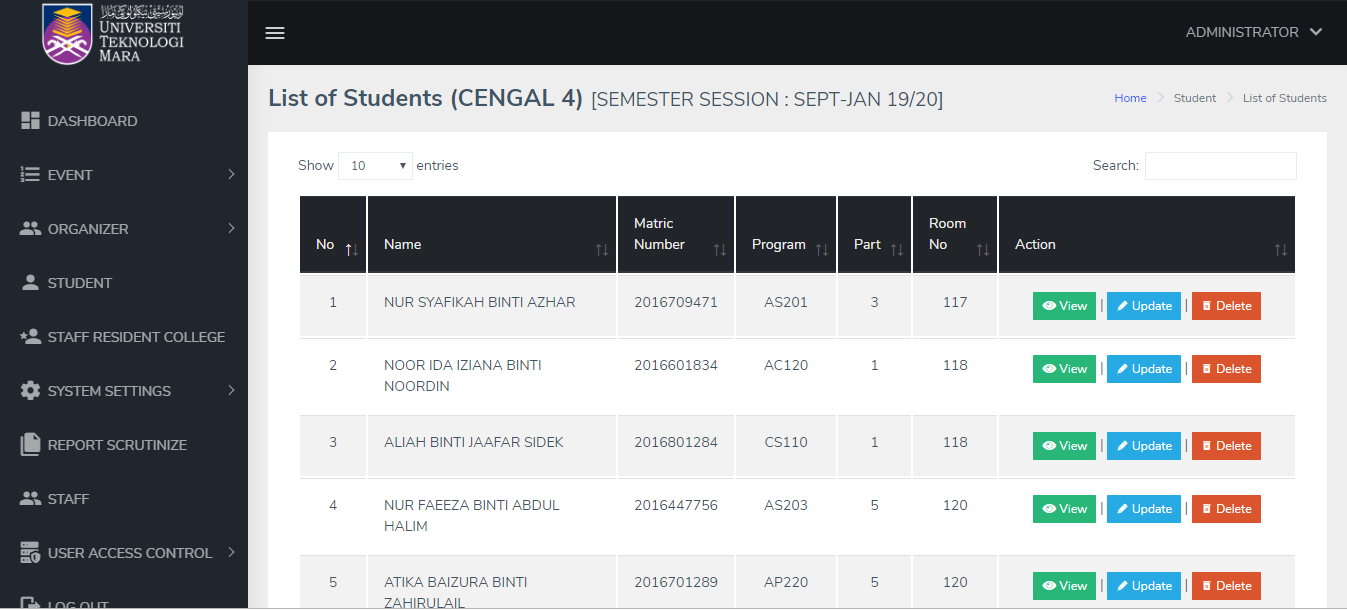 UNIVERSITI
TEKNOLOGI
MARA
ADMINISTRATOR
DASHBOARD
EVENT
ORGANIZER
STUDENT
STAFF RESIDENT COLLEGE
SYSTEM SETTINGS
REPORT SCRUTINIZE
STAFF
USER ACCESS CONTROL
LOG OUT
List of Students (CENGAL 4) [SEMESTER SESSION : SEPT-JAN 19/20]
Home Student List of Students
Show 10 entries
Search:
No Name Matric Number Program Part Room No Action
1 NUR SYAFIKAH BINTI AZHAR 2016709471 AS201 3 117 View | Update | Delete
2 NOOR IDA IZIANA BINTI 2016601834 AC120 1 118 View | Update | Delete
NOORDIN
3 ALIAH BINTI JAAFAR SIDEK 2016801284 CS110 1 118 View | Update | Delete
4 NUR FAEEZA BINTI ABDUL 2016447756 AS203 5 120 View | Update | Delete
HALIM
5 ATIKA BAIZURA BINTI 2016701289 AP220 5 120 View | Update | Delete
ZAHIRULAIL